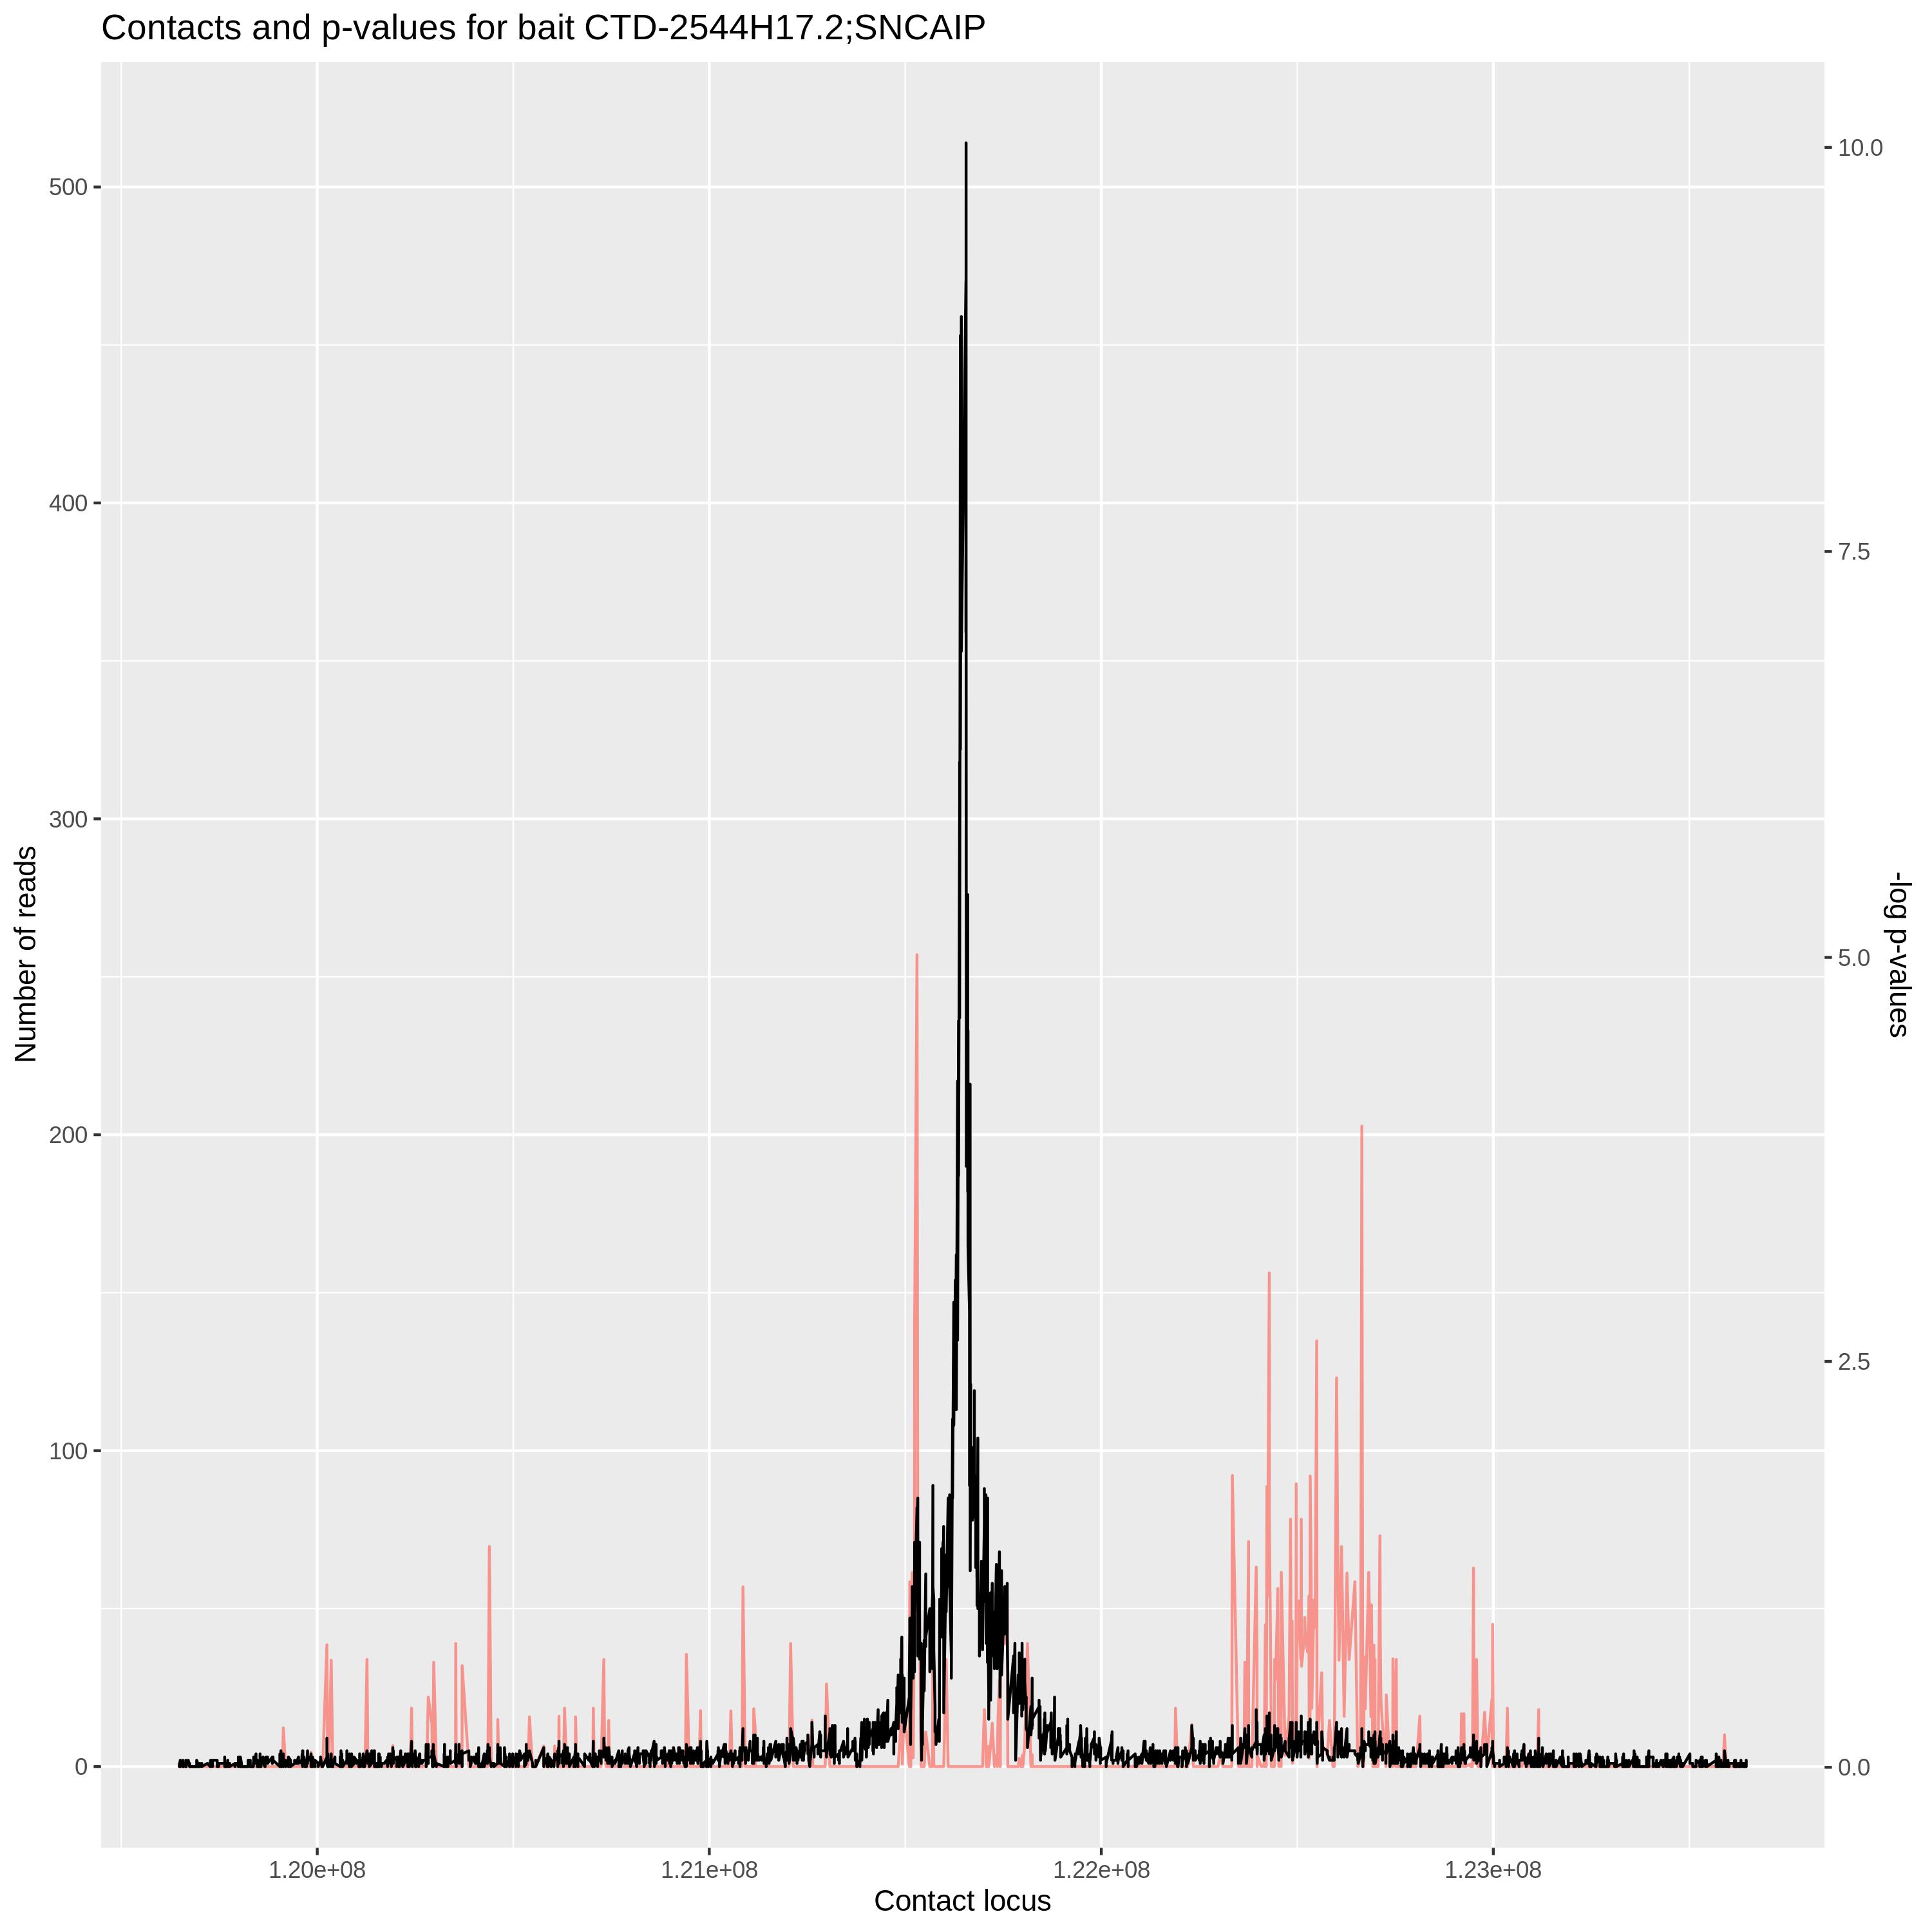 Contacts and p-values for bait CTD-2544H17.2;SNCAIP
500
400
300
200
100
0
Number of reads
10.0
7.5
5.0
2.5
0.0
-log p-values
1.20e+08
1.21e+08
1.22e+08
1.23e+08
Contact locus